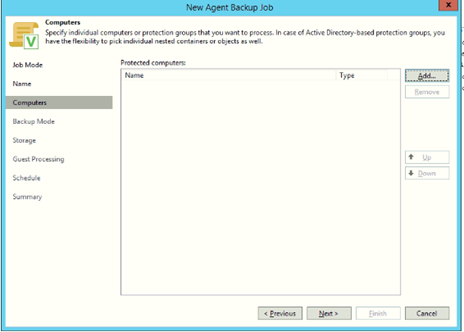 New Agent Backup Job
x
Computers
Specify individual computers or protection groups that you want to process. In case of Active Directory-based protection groups, you
have the flexibility to pick individual nested containers or objects as well.
Job Mode
Name
Computers
Backup Mode
Storage
Guest Processing
Schedule
Summary
Protected computers:
Name Type
Add...
Remove
Up
Down
< Previous
Next >
Finish
Cancel